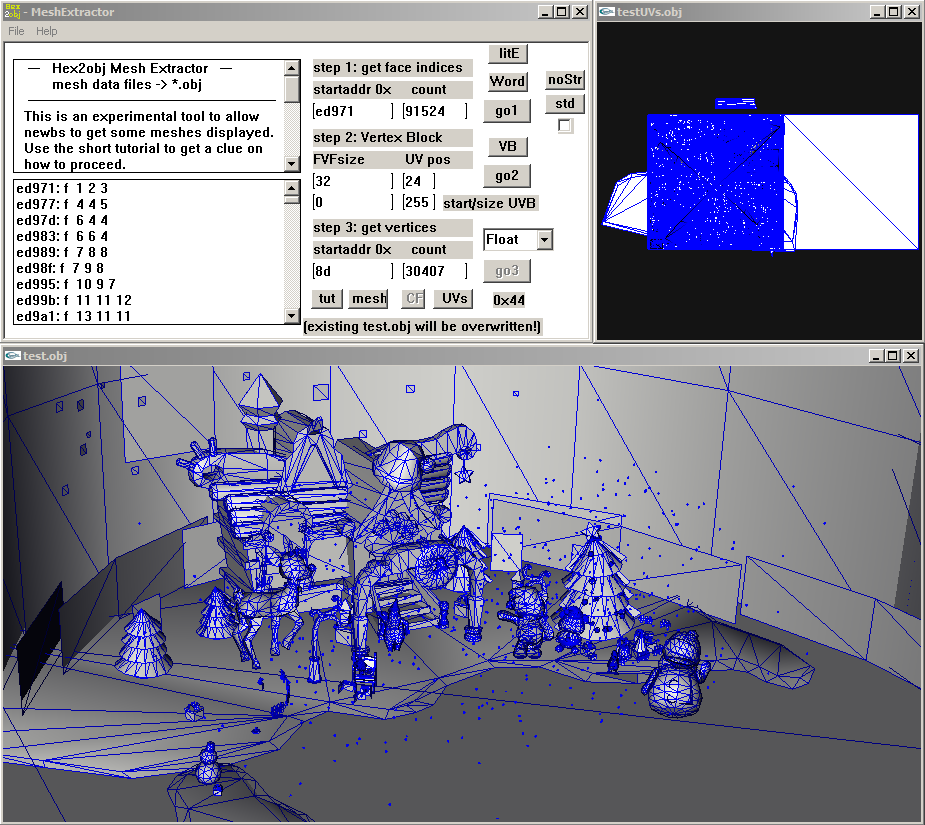 Hex
2obj - MeshExtractor
File Help
— Hex2obj Mesh Extractor —
mesh data files -> *.obj
This is an experimental tool to allow
newbs to get some meshes displayed.
Use the short tutorial to get a clue on
how to proceed.
ed971: f 1 2 3
ed977: f 4 4 5
ed97d: f 6 4 4
ed983: f 6 6 4
ed989: f 7 8 8
ed98f: f 7 9 8
ed995: f 10 9 7
ed99b: f 11 11 12
ed9a1: f 13 11 11
step 1: get face indices
startaddr 0x count
[ed971 ] [91524 ]
step 2: Vertex Block
FVFsize UV pos
[32 ] [24 ]
[0 ] [255 ] start/size UVB
step 3: get vertices
startaddr 0x count
[8d ] [30407 ]
tut mesh CF UVs 0x44
(existing test.obj will be overwritten!)
litE
Word
go1
noStr
std
VB
go2
Float
go3
testUVs.obj
test.obj